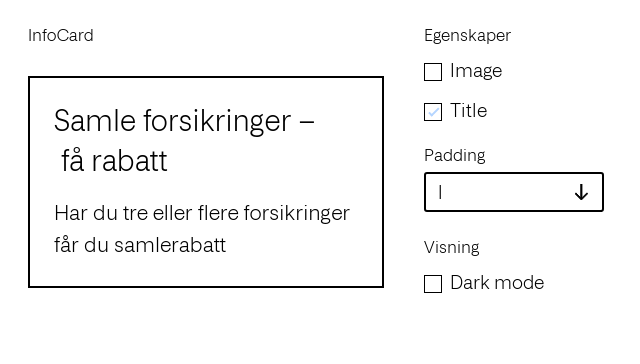 InfoCard
Samle forsikringer –
få rabatt
Har du tre eller flere forsikringer
får du samlerabatt
Egenskaper
Image
Title
Padding
l
Visning
Dark mode